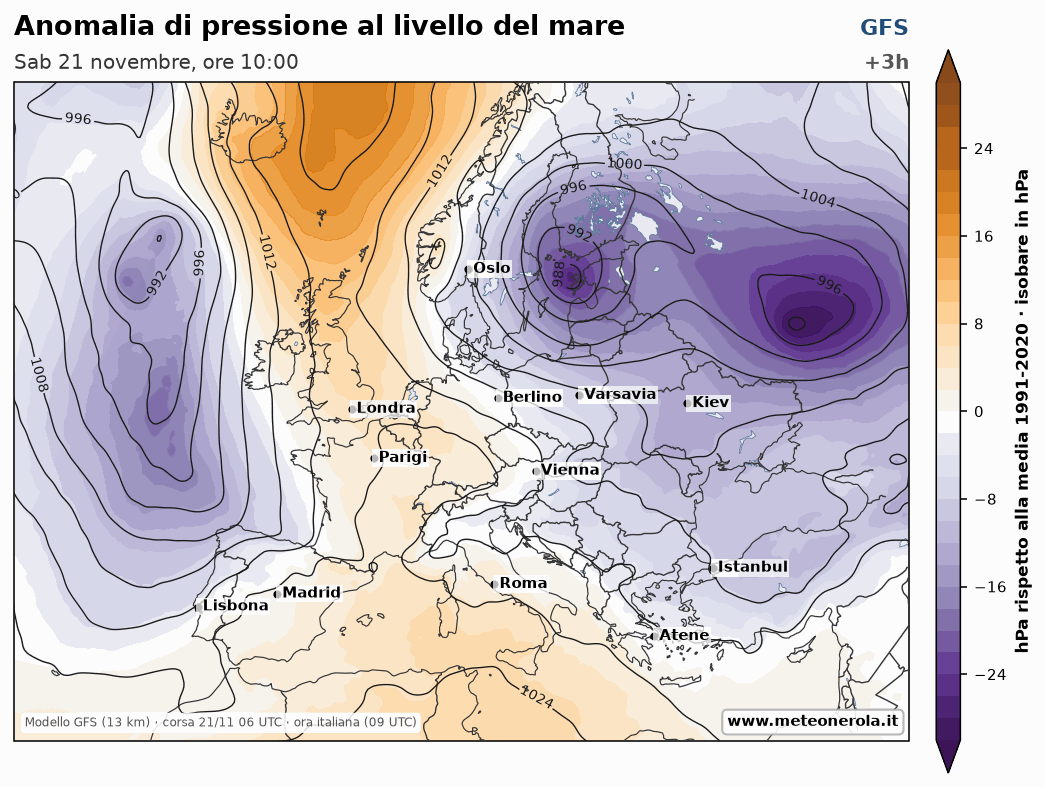 Anomalia di pressione al livello del mare
GFS
Sab 21 novembre, ore 10:00
+3h
996
1000
996
1004
1012
992
1012
996
992
988
996
Oslo
1008
Londra
Berlino
Varsavia
Kiev
Parigi
Vienna
Istanbul
Roma
Madrid
Lisbona
Atene
1024
Modello GFS (13 km) · corsa 21/11 06 UTC · ora italiana (09 UTC)
www.meteonerola.it
24
16
8
0
−8
−16
−24
hPa rispetto alla media 1991-2020 · isobare in hPa